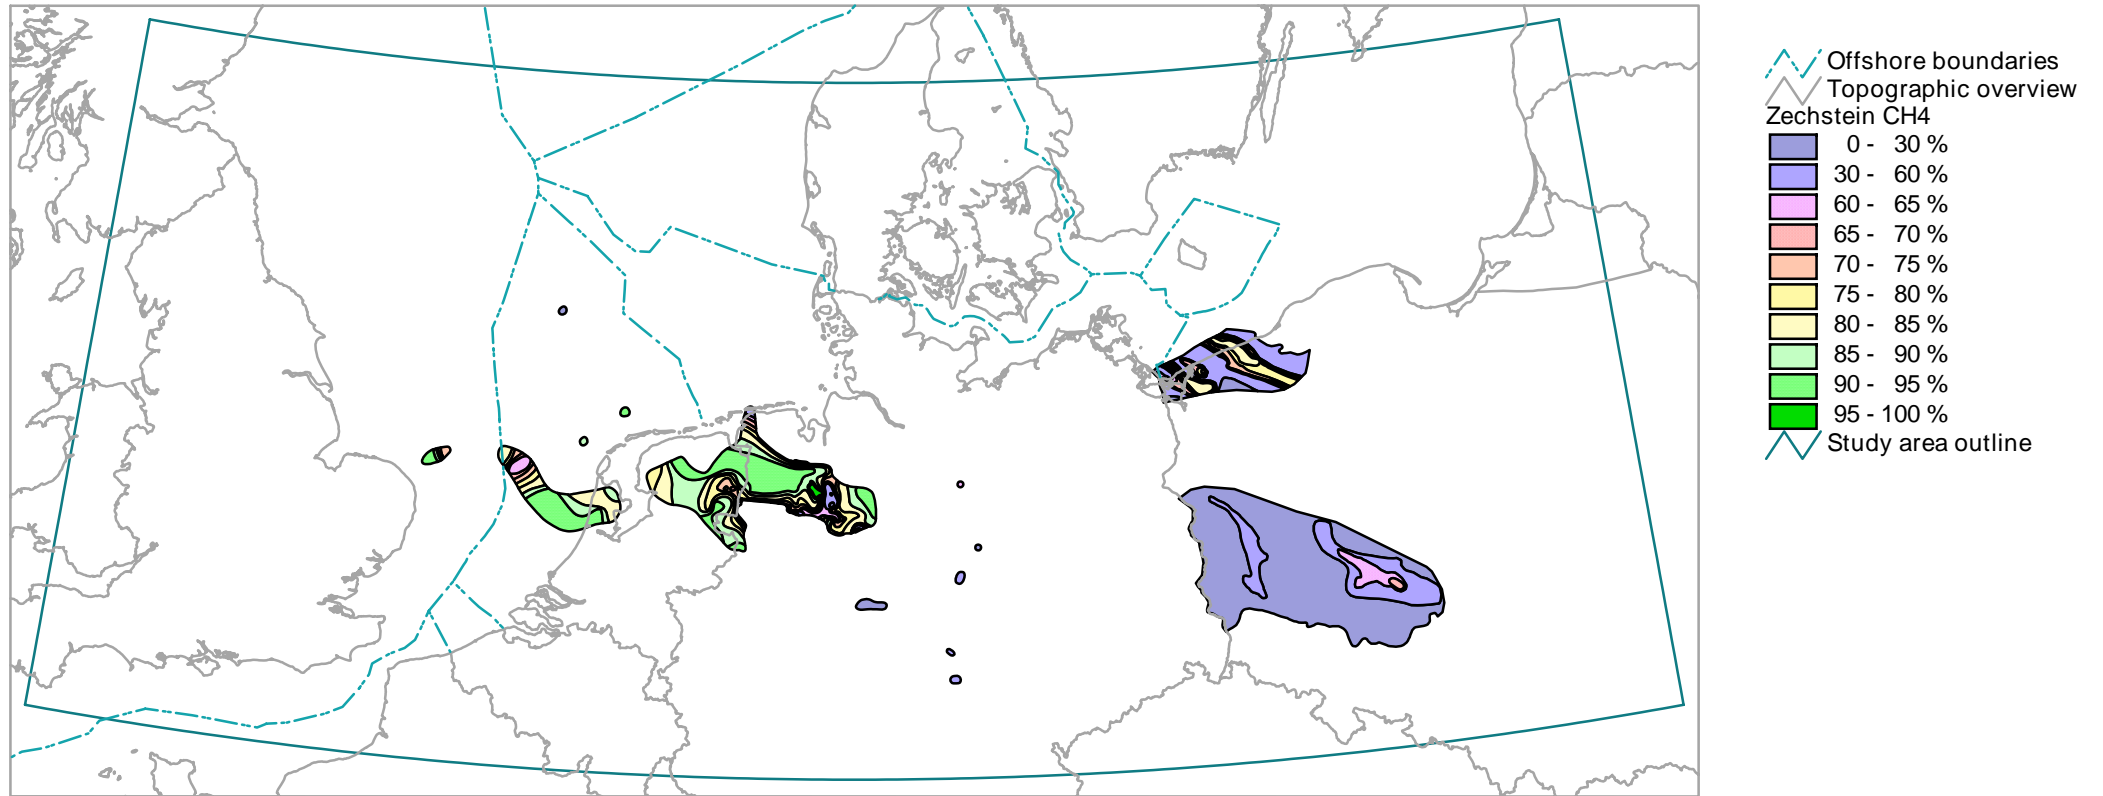 Offshore boundaries
Topographic overview
Zechstein CH4
0 - 30 %
30 - 60 %
60 - 65 %
65 - 70 %
70 - 75 %
75 - 80 %
80 - 85 %
85 - 90 %
90 - 95 %
95 - 100 %
Study area outline